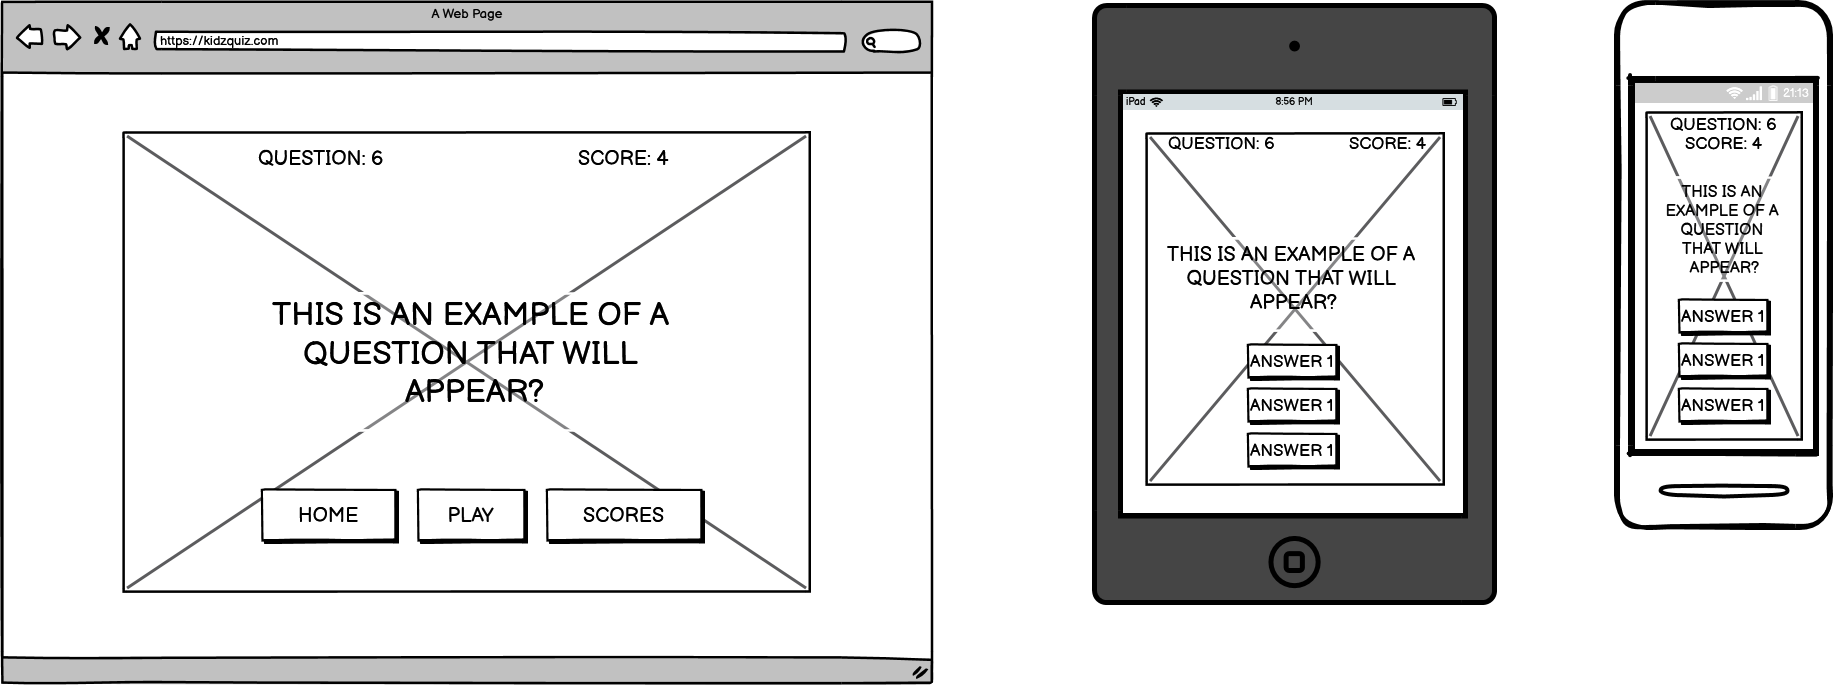 A Web Page
https://kidzquiz.com
QUESTION: 6
SCORE: 4
THIS IS AN EXAMPLE OF A
QUESTION THAT WILL
APPEAR?
HOME
PLAY
SCORES
iPad
8:56 PM
QUESTION: 6
SCORE: 4
THIS IS AN EXAMPLE OF A
QUESTION THAT WILL
APPEAR?
ANSWER 1
ANSWER 1
ANSWER 1
21:13
QUESTION: 6
SCORE: 4
THIS IS AN
EXAMPLE OF A
QUESTION
THAT WILL
APPEAR?
ANSWER 1
ANSWER 1
ANSWER 1